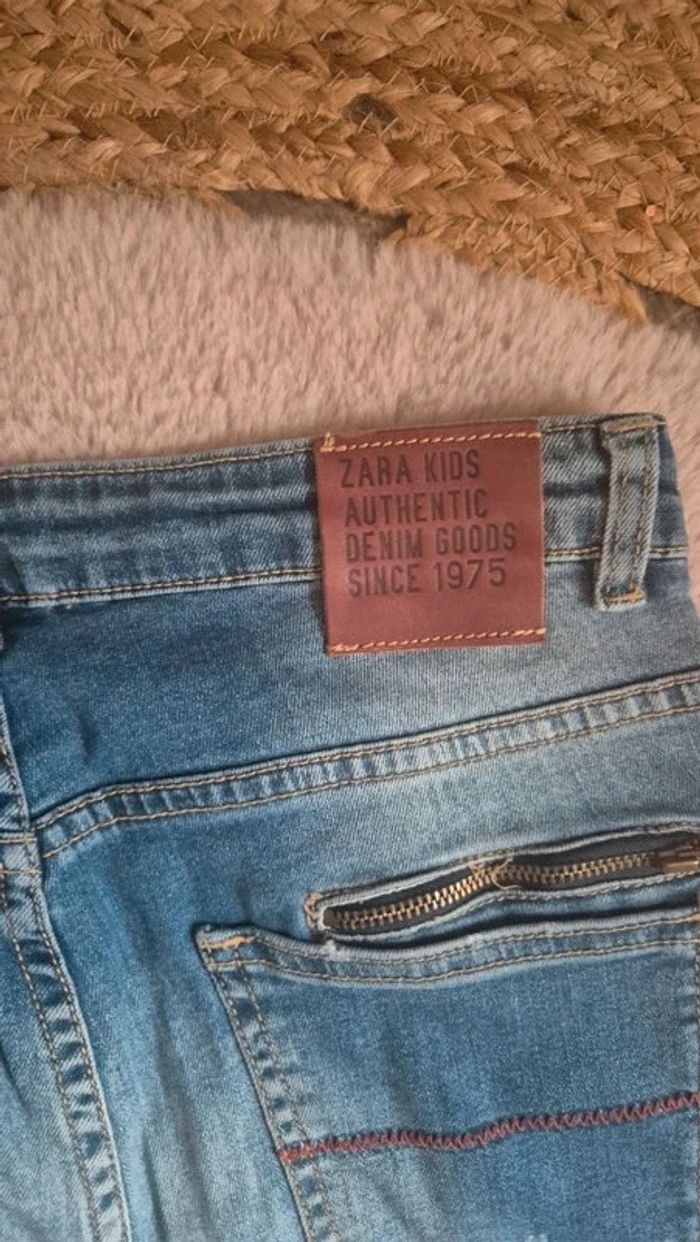 ZARA KIDS
AUTHENTIC
DENIM GOODS
SINCE 1975